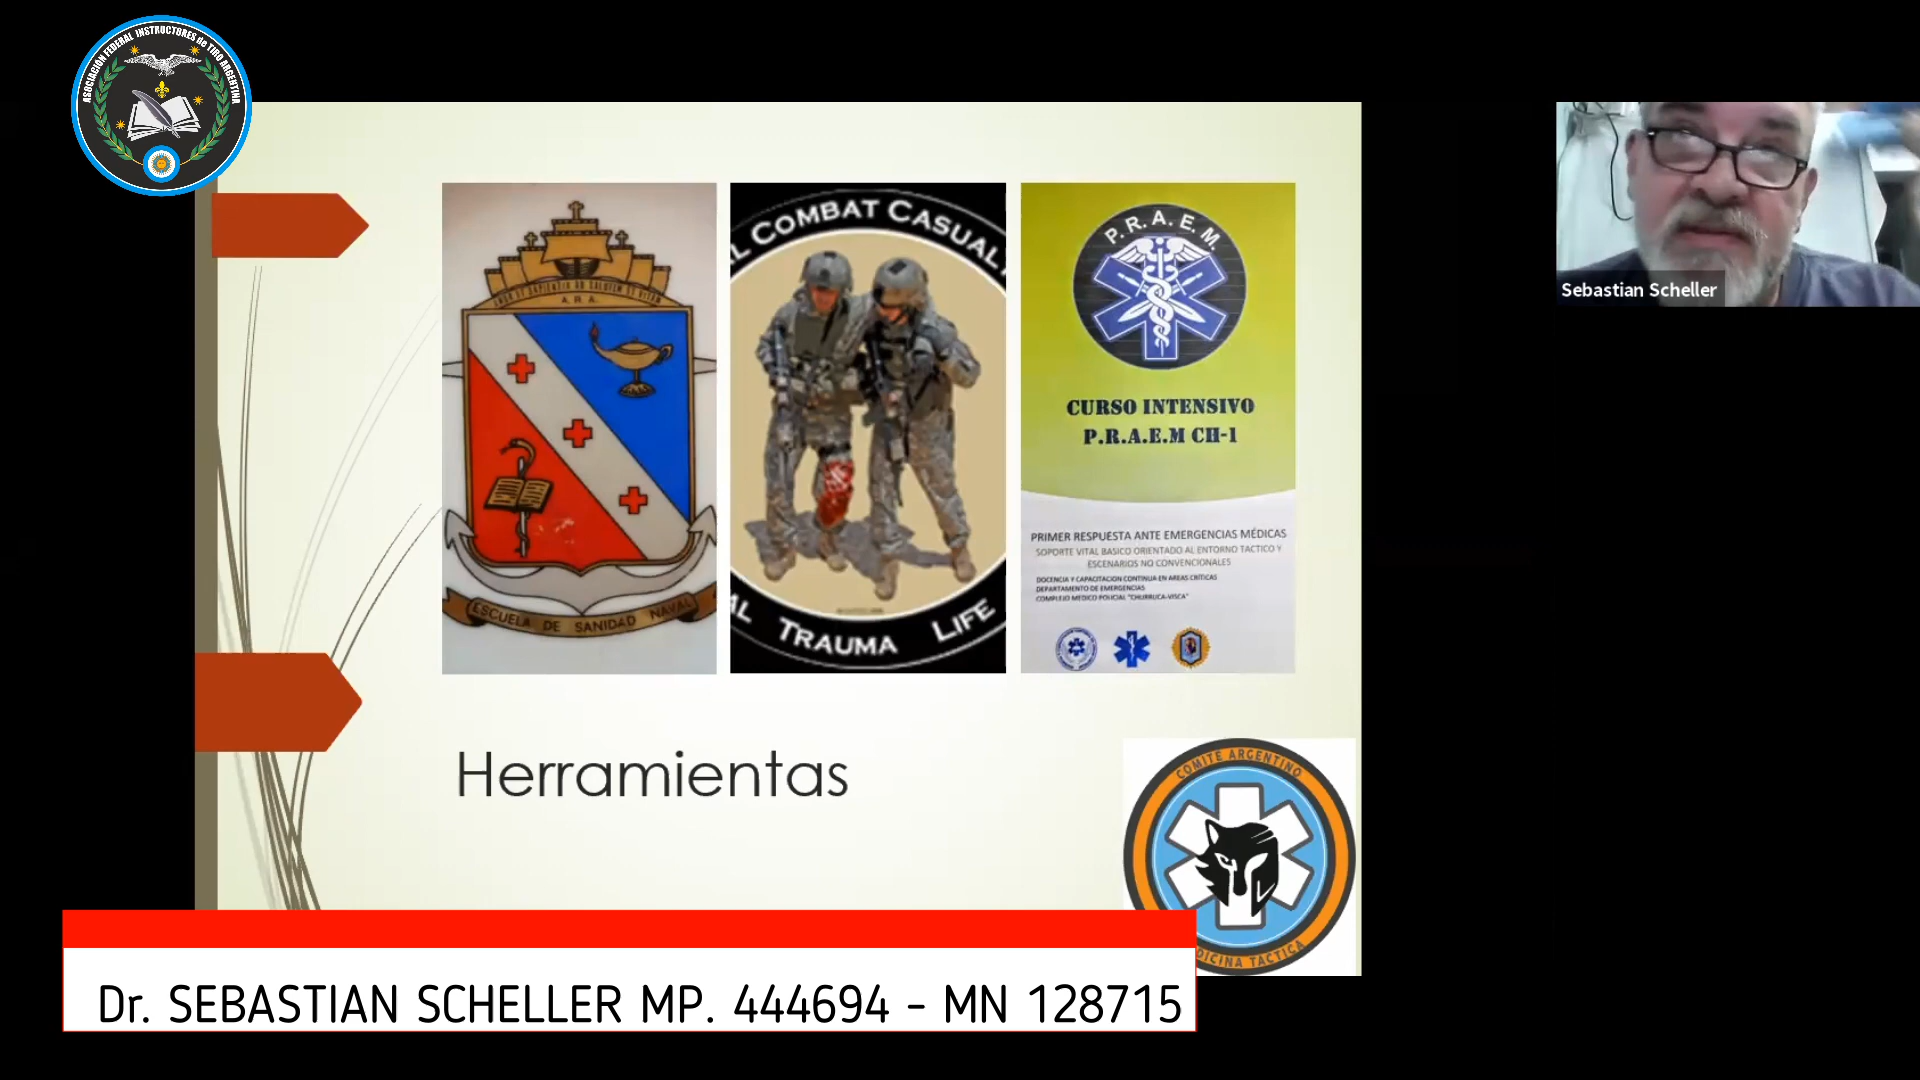 ASOCIACIÓN FEDERAL INSTRUCTORES de TIRO ARGENTINA
A.R.A.
ESCUELA DE SANIDAD NAVAL
L COMBAT CASUAL
AL TRAUMA LIFE
P.R.A.E.M.
CURSO INTENSIVO
P.R.A.E.M CH-1
PRIMER RESPUESTA ANTE EMERGENCIAS MÉDICAS
SOPORTE VITAL BASICO ORIENTADO AL ENTORNO TACTICO Y
ESCENARIOS NO CONVENCIONALES
DOCENCIA Y CAPACITACION CONTINUA EN AREAS CRÍTICAS
DEPARTAMENTO DE EMERGENCIAS
COMPLEJO MEDICO POLICIAL "CHURRUCA-VISCA"
Sebastian Scheller
Herramientas
COMITE ARGENTINO
DICINA TACTICA
Dr. SEBASTIAN SCHELLER MP. 444694 - MN 128715